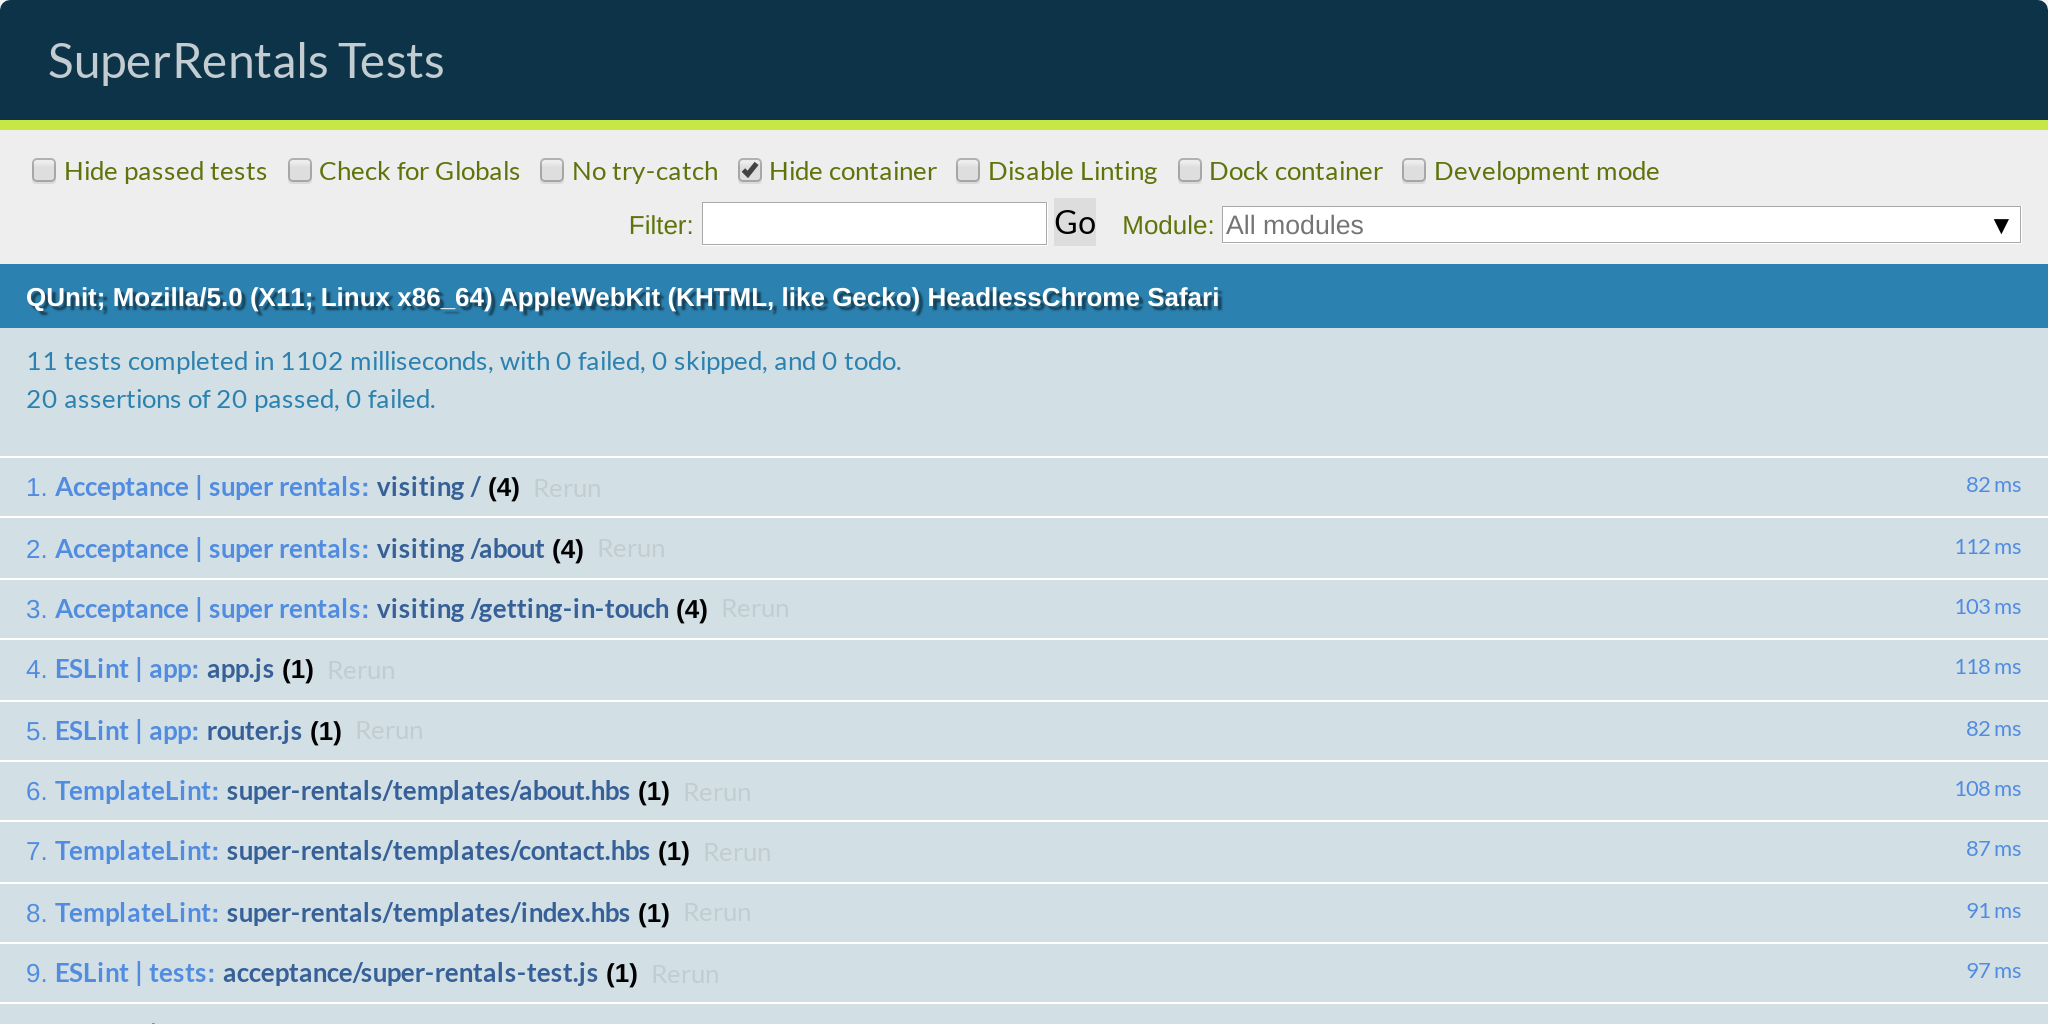 SuperRentals Tests
Hide passed tests Check for Globals No try-catch Hide container Disable Linting Dock container Development mode
Filter: Go Module: All modules ▼
QUnit; Mozilla/5.0 (X11; Linux x86_64) AppleWebKit (KHTML, like Gecko) HeadlessChrome Safari
11 tests completed in 1102 milliseconds, with 0 failed, 0 skipped, and 0 todo.
20 assertions of 20 passed, 0 failed.
1. Acceptance | super rentals: visiting / (4) Rerun 82 ms
2. Acceptance | super rentals: visiting /about (4) Rerun 112 ms
3. Acceptance | super rentals: visiting /getting-in-touch (4) Rerun 103 ms
4. ESLint | app: app.js (1) Rerun 118 ms
5. ESLint | app: router.js (1) Rerun 82 ms
6. TemplateLint: super-rentals/templates/about.hbs (1) Rerun 108 ms
7. TemplateLint: super-rentals/templates/contact.hbs (1) Rerun 87 ms
8. TemplateLint: super-rentals/templates/index.hbs (1) Rerun 91 ms
9. ESLint | tests: acceptance/super-rentals-test.js (1) Rerun 97 ms